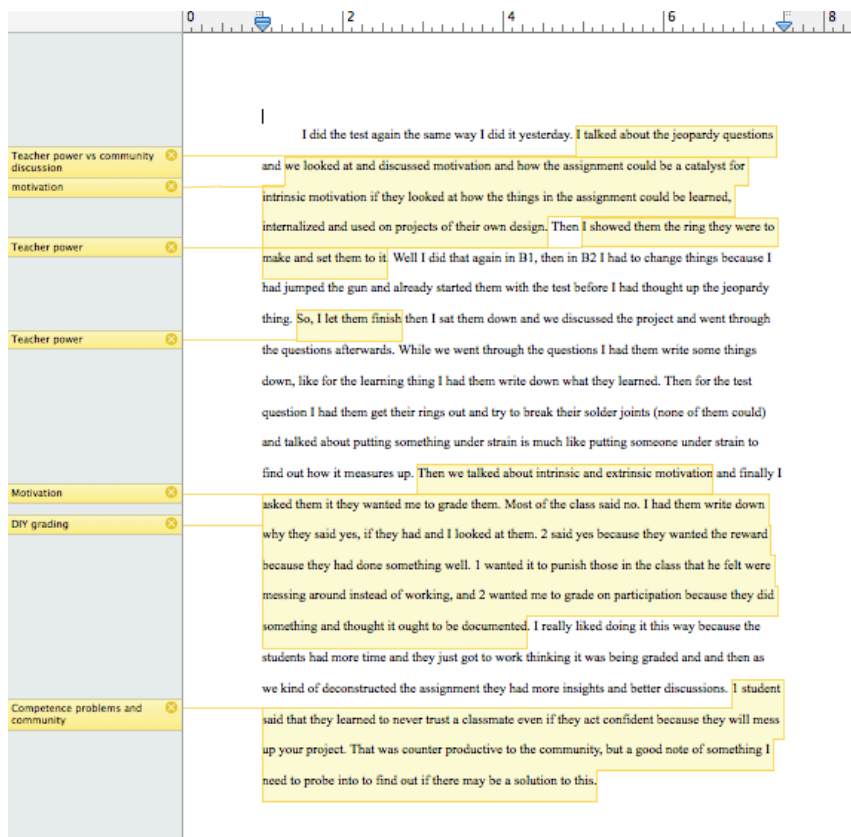 0 2 4 6 8
I did the test again the same way I did it yesterday. I talked about the jeopardy questions
Teacher power vs community
discussion
and we looked at and discussed motivation and how the assignment could be a catalyst for
motivation
intrinsic motivation if they looked at how the things in the assignment could be learned,
internalized and used on projects of their own design. Then I showed them the ring they were to
Teacher power
make and set them to it. Well I did that again in B1, then in B2 I had to change things because I
had jumped the gun and already started them with the test before I had thought up the jeopardy
thing. So, I let them finish then I sat them down and we discussed the project and went through
Teacher power
the questions afterwards. While we went through the questions I had them write some things
down, like for the learning thing I had them write down what they learned. Then for the test
question I had them get their rings out and try to break their solder joints (none of them could)
and talked about putting something under strain is much like putting someone under strain to
find out how it measures up. Then we talked about intrinsic and extrinsic motivation and finally I
Motivation
asked them it they wanted me to grade them. Most of the class said no. I had them write down
DIY grading
why they said yes, if they had and I looked at them. 2 said yes because they wanted the reward
because they had done something well. 1 wanted it to punish those in the class that he felt were
messing around instead of working, and 2 wanted me to grade on participation because they did
something and thought it ought to be documented. I really liked doing it this way because the
students had more time and they just got to work thinking it was being graded and and then as
we kind of deconstructed the assignment they had more insights and better discussions. 1 student
Competence problems and
community
said that they learned to never trust a classmate even if they act confident because they will mess
up your project. That was counter productive to the community, but a good note of something I
need to probe into to find out if there may be a solution to this.